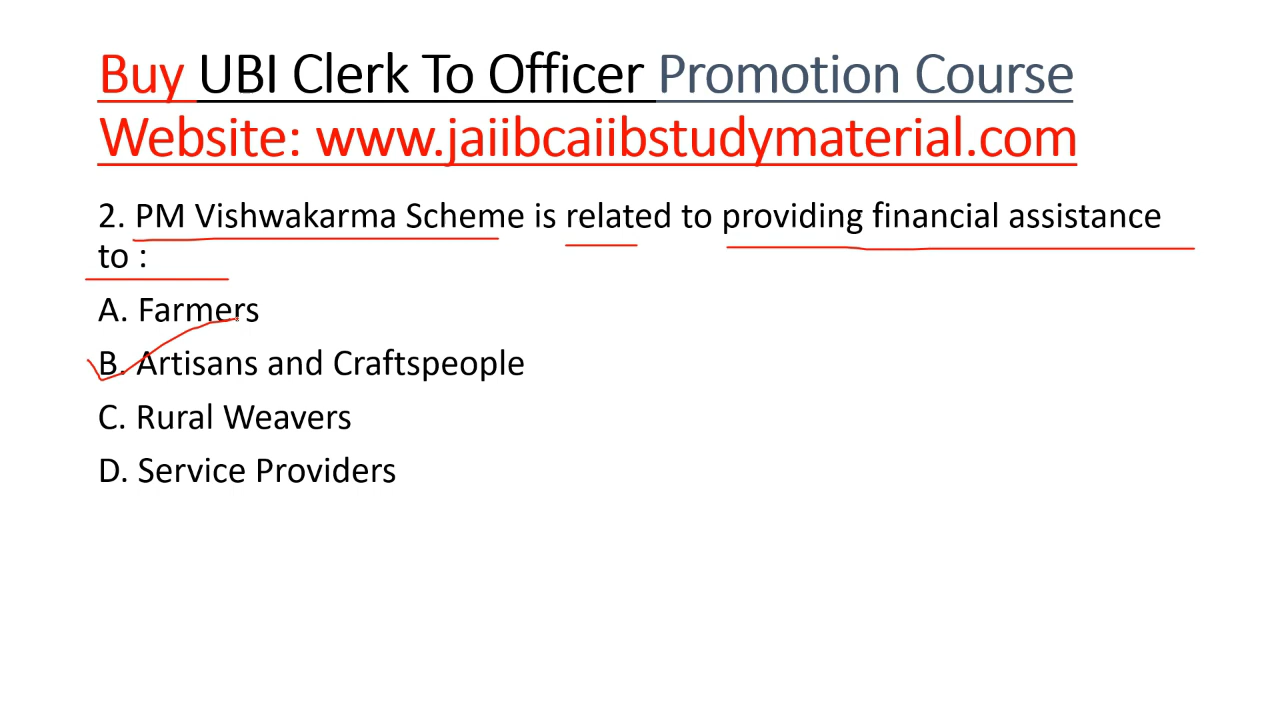 Buy UBI Clerk To Officer Promotion Course
Website: www.jaiibcaiibstudymaterial.com
2. PM Vishwakarma Scheme is related to providing financial assistance
to :
A. Farmers
B. Artisans and Craftspeople
C. Rural Weavers
D. Service Providers